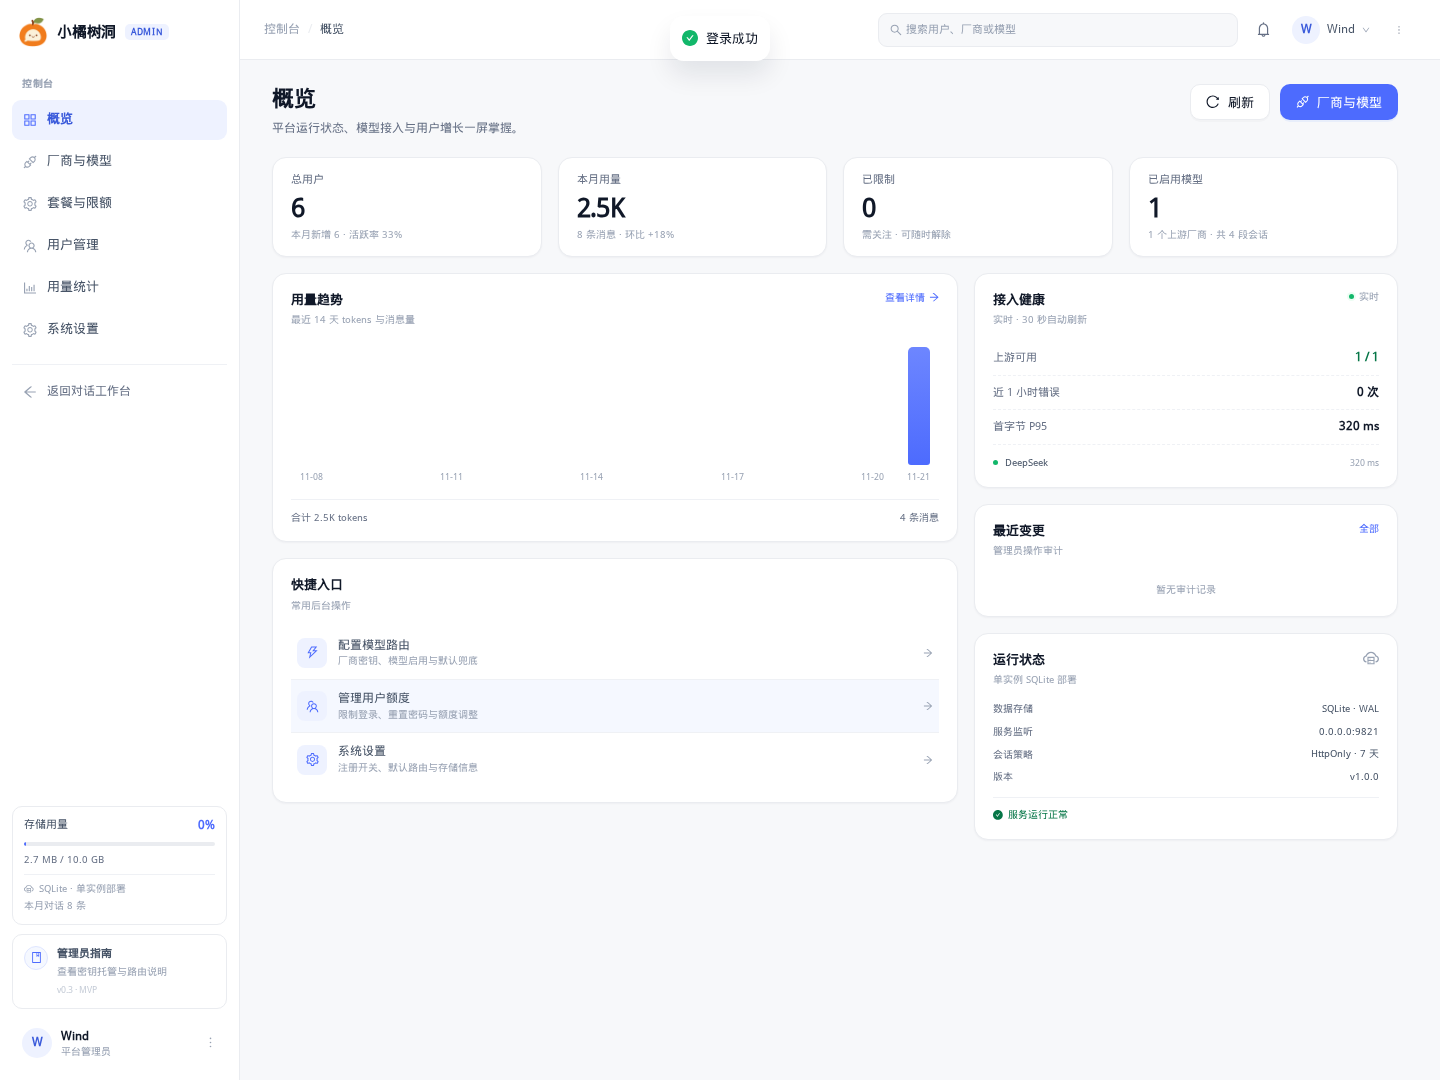 小橘树洞 ADMIN
控制台
概览
厂商与模型
套餐与限额
用户管理
用量统计
系统设置
返回对话工作台
存储用量 0%
2.7 MB / 10.0 GB
SQLite · 单实例部署
本月对话 8 条
管理员指南
查看密钥托管与路由说明
v0.3 · MVP
W Wind
平台管理员
控制台 / 概览
登录成功
搜索用户、厂商或模型
W Wind
概览
平台运行状态、模型接入与用户增长一屏掌握。
刷新
厂商与模型
总用户
6
本月新增 6 · 活跃率 33%
本月用量
2.5K
8 条消息 · 环比 +18%
已限制
0
需关注 · 可随时解除
已启用模型
1
1 个上游厂商 · 共 4 段会话
用量趋势 查看详情
最近 14 天 tokens 与消息量
11-08 11-11 11-14 11-17 11-20 11-21
合计 2.5K tokens 4 条消息
快捷入口
常用后台操作
配置模型路由
厂商密钥、模型启用与默认兜底
管理用户额度
限制登录、重置密码与额度调整
系统设置
注册开关、默认路由与存储信息
接入健康 实时
实时 · 30 秒自动刷新
上游可用 1 / 1
近 1 小时错误 0 次
首字节 P95 320 ms
DeepSeek 320 ms
最近变更 全部
管理员操作审计
暂无审计记录
运行状态
单实例 SQLite 部署
数据存储 SQLite · WAL
服务监听 0.0.0.0:9821
会话策略 HttpOnly · 7 天
版本 v1.0.0
服务运行正常